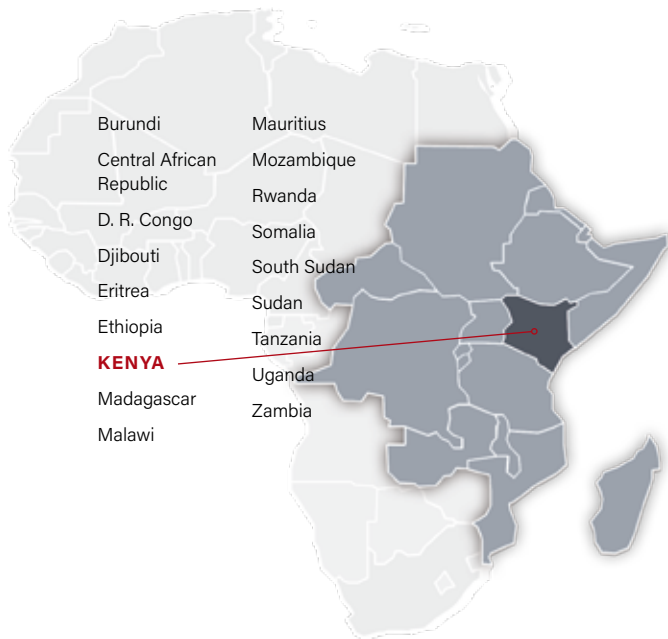 Burundi
Central African
Republic
D. R. Congo
Djibouti
Eritrea
Ethiopia
KENYA
Madagascar
Malawi
Mauritius
Mozambique
Rwanda
Somalia
South Sudan
Sudan
Tanzania
Uganda
Zambia